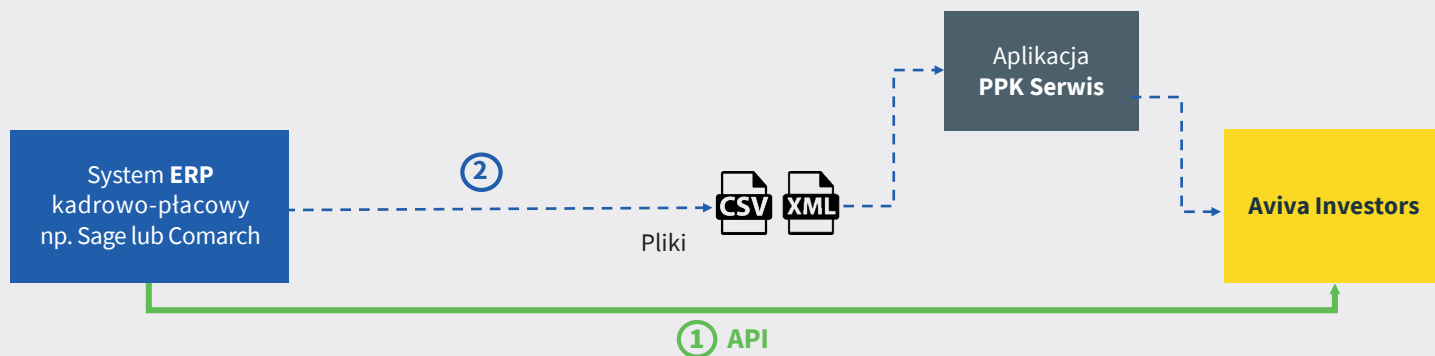 Aplikacja
PPK Serwis
System ERP
kadrowo-płacowy
np. Sage lub Comarch
2
CSV XML
Pliki
Aviva Investors
1 API